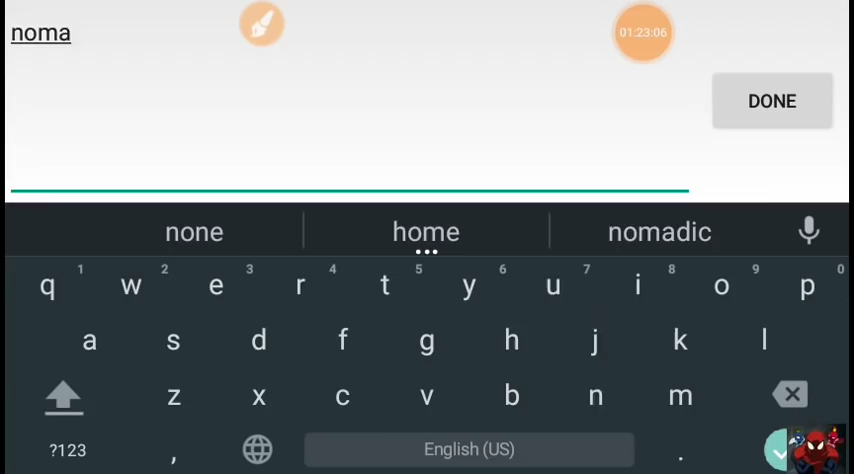 noma
01:23:06
DONE
none home nomadic
q 1 w 2 e 3 r 4 t 5 y 6 u 7 i 8 o 9 p 0
a s d f g h j k l
z x c v b n m
?123 , English (US) .